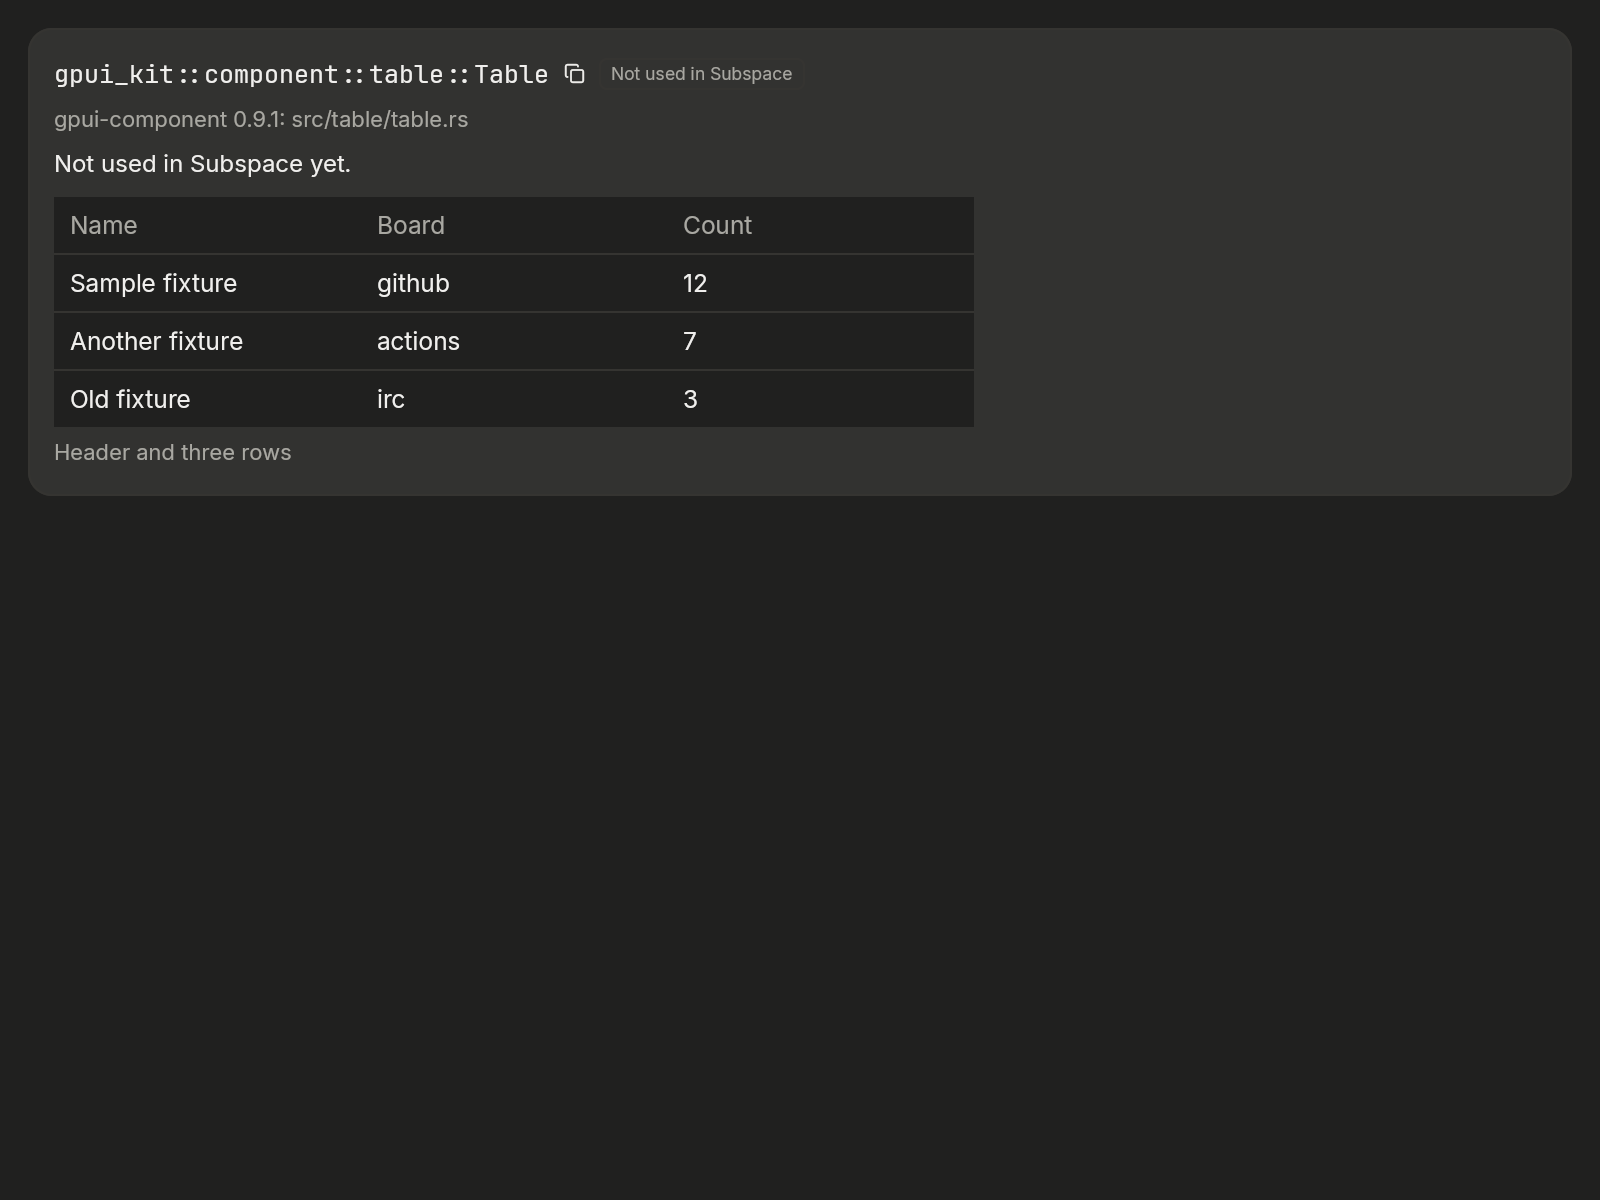 gpui_kit::component::table::Table Not used in Subspace
gpui-component 0.9.1: src/table/table.rs
Not used in Subspace yet.
Name Board Count
Sample fixture github 12
Another fixture actions 7
Old fixture irc 3
Header and three rows